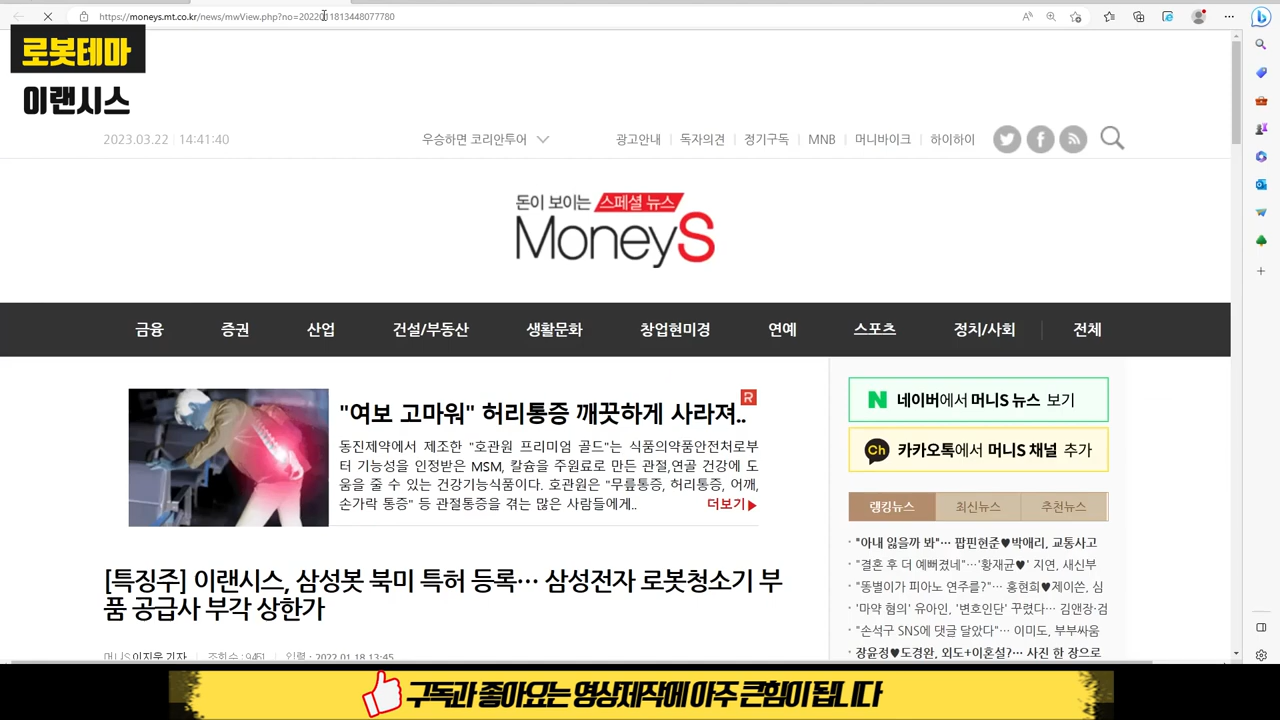 https://moneys.mt.co.kr/news/mwView.php?no=2022011813448077780
로봇테마
이랜시스
2023.03.22 | 14:41:40
우승하면 코리안투어
광고안내 | 독자의견 | 정기구독 | MNB | 머니바이크 | 하이하이
돈이 보이는 스페셜 뉴스
MoneyS
금융 증권 산업 건설/부동산 생활문화 창업현미경 연예 스포츠 정치/사회 전체
"여보 고마워" 허리통증 깨끗하게 사라져..
R
동진제약에서 제조한 "호관원 프리미엄 골드"는 식품의약품안전처로부
터 기능성을 인정받은 MSM, 칼슘을 주원료로 만든 관절,연골 건강에 도
움을 줄 수 있는 건강기능식품이다. 호관원은 "무릎통증, 허리통증, 어깨,
손가락 통증" 등 관절통증을 겪는 많은 사람들에게..
더보기
N 네이버에서 머니S 뉴스 보기
Ch 카카오톡에서 머니S 채널 추가
랭킹뉴스 최신뉴스 추천뉴스
"아내 잃을까 봐"… 팝핀현준♥박애리, 교통사고
"결혼 후 더 예뻐졌네"…'황재균♥' 지연, 새신부
"똥별이가 피아노 연주를?"… 홍현희♥제이쓴, 심
'마약 혐의' 유아인, '변호인단' 꾸렸다… 김앤장·검
"손석구 SNS에 댓글 달았다"… 이미도, 부부싸움
장윤정♥도경완, 외도+이혼설?… 사진 한 장으로
[특징주] 이랜시스, 삼성봇 북미 특허 등록… 삼성전자 로봇청소기 부
품 공급사 부각 상한가
머니S 이지운 기자 | 조회수 : 9,451 | 입력 : 2022.01.18 13:45
구독과 좋아요는 영상제작에 아주 큰힘이 됩니다